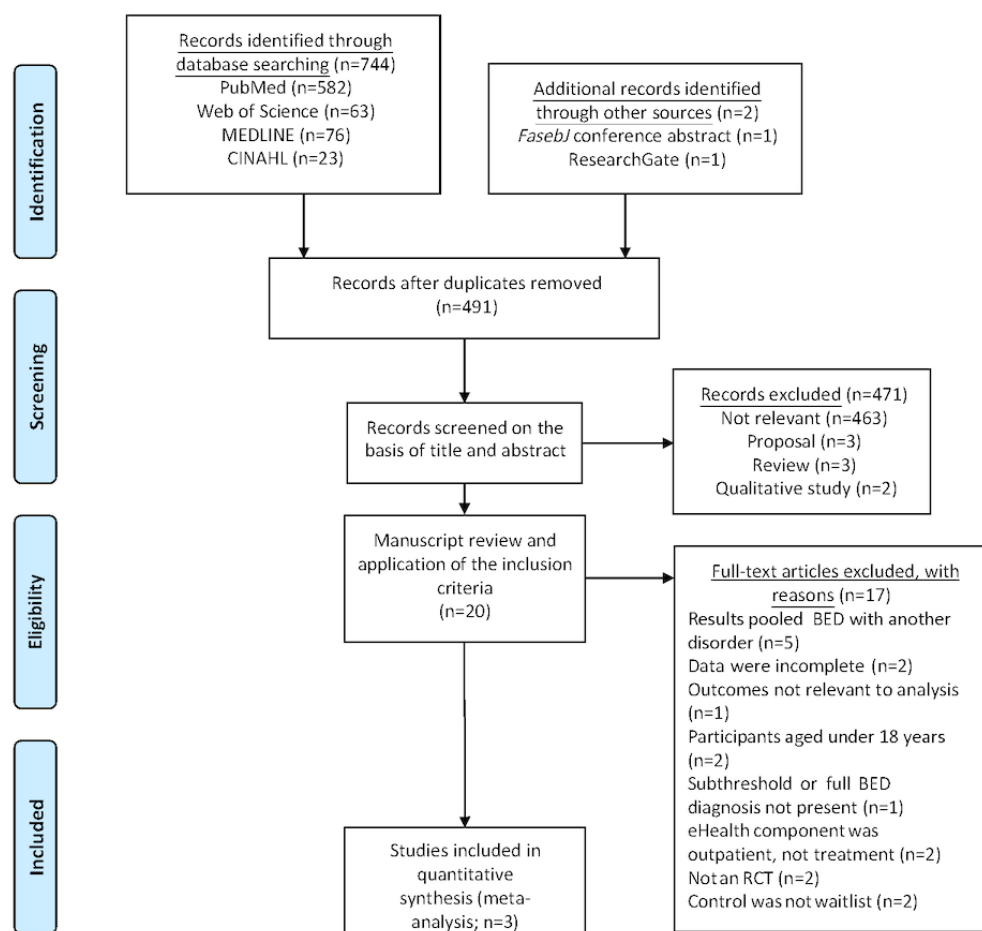 Identification
Records identified through
database searching (n=744)
PubMed (n=582)
Web of Science (n=63)
MEDLINE (n=76)
CINAHL (n=23)
Additional records identified
through other sources (n=2)
FasebJ conference abstract (n=1)
ResearchGate (n=1)
Records after duplicates removed
(n=491)
Screening
Records screened on the
basis of title and abstract
Records excluded (n=471)
Not relevant (n=463)
Proposal (n=3)
Review (n=3)
Qualitative study (n=2)
Eligibility
Manuscript review and
application of the inclusion
criteria
(n=20)
Full-text articles excluded, with
reasons (n=17)
Results pooled BED with another
disorder (n=5)
Data were incomplete (n=2)
Outcomes not relevant to analysis
(n=1)
Participants aged under 18 years
(n=2)
Subthreshold or full BED
diagnosis not present (n=1)
eHealth component was
outpatient, not treatment (n=2)
Not an RCT (n=2)
Control was not waitlist (n=2)
Included
Studies included in
quantitative
synthesis (meta-
analysis; n=3)